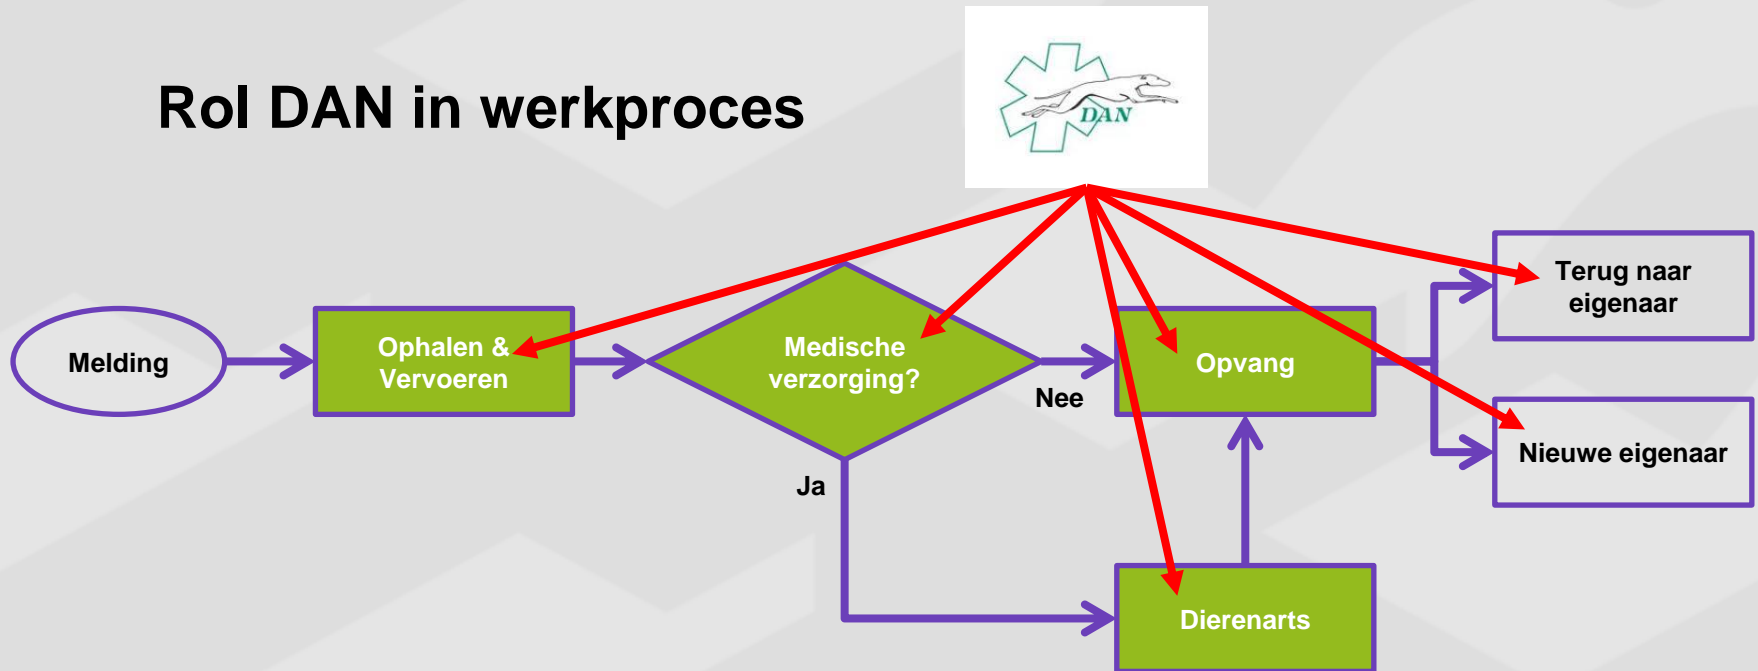 DAN
Rol DAN in werkproces
Melding
Ophalen &
Vervoeren
Medische
verzorging?
Nee
Ja
Opvang
Dierenarts
Terug naar
eigenaar
Nieuwe eigenaar